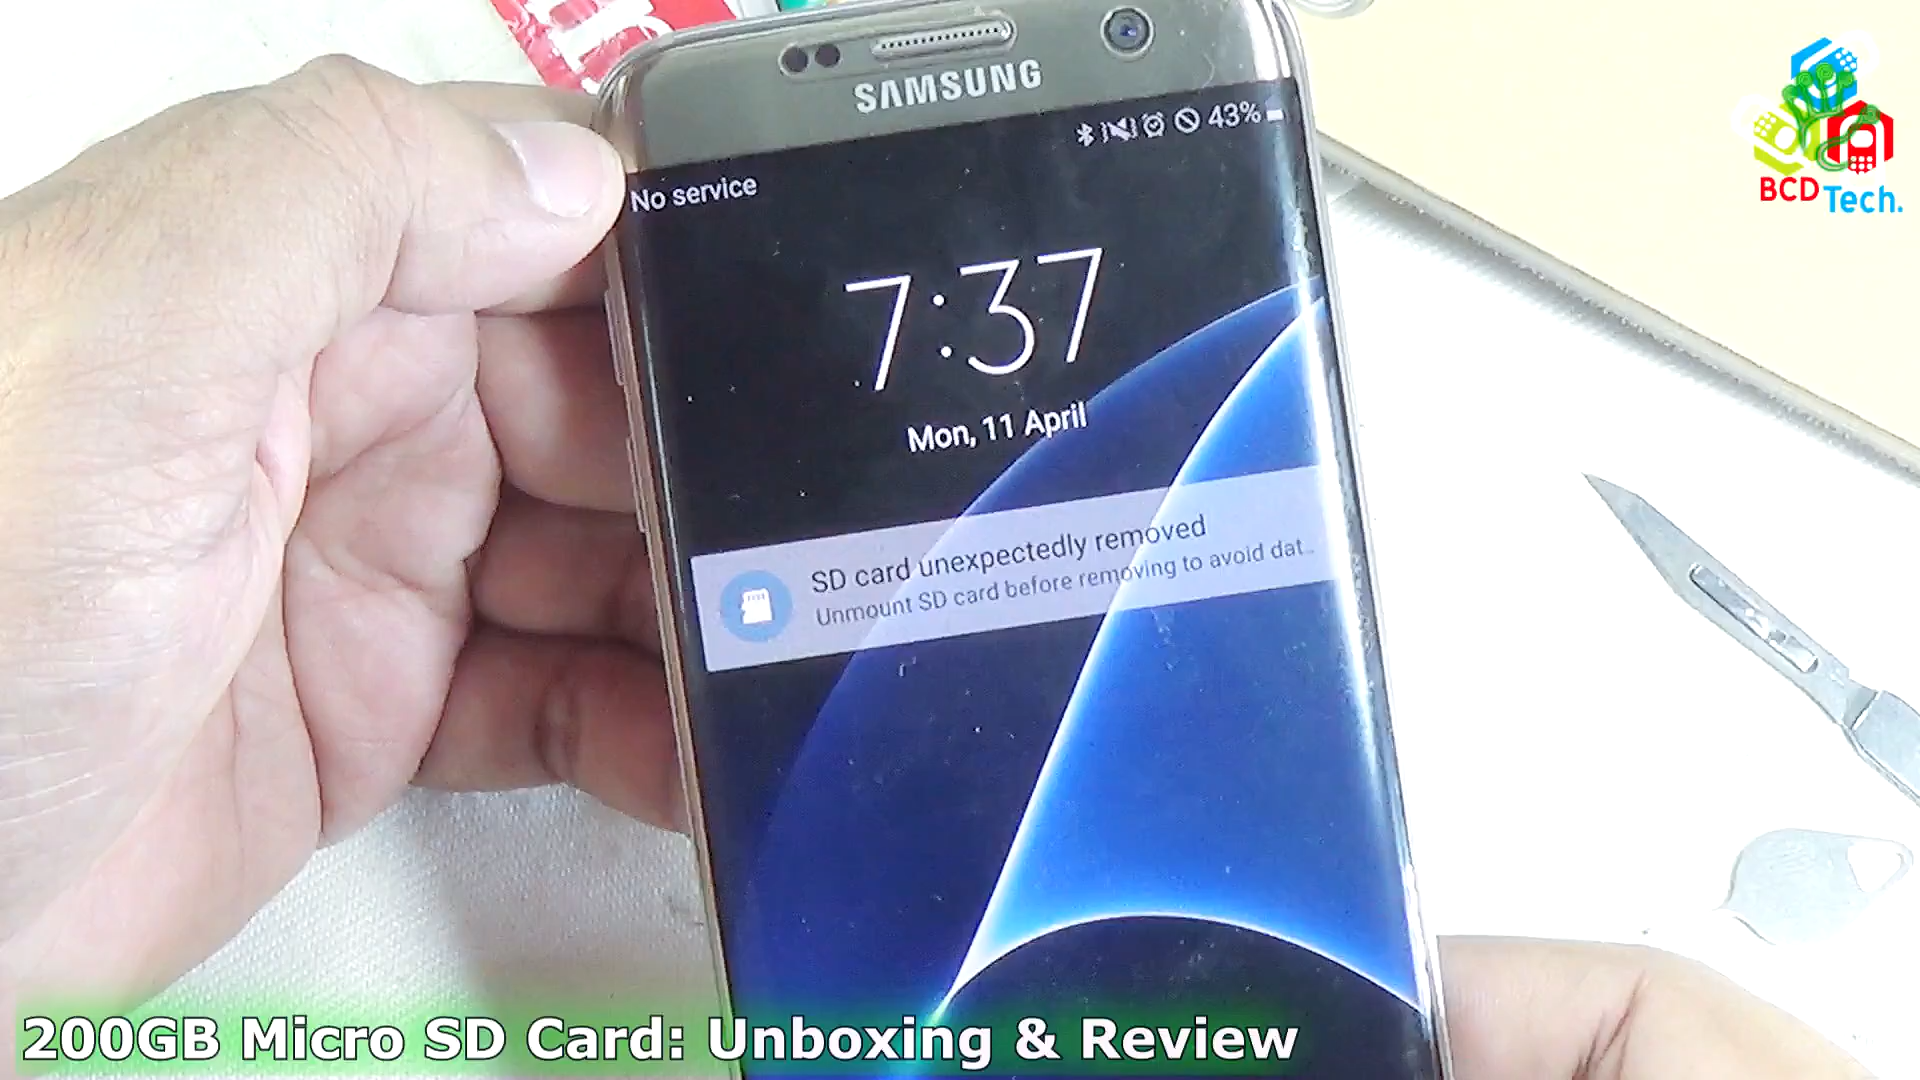 SAMSUNG
43%
No service
7:37
Mon, 11 April
SD card unexpectedly removed
Unmount SD card before removing to avoid dat..
BCD Tech.
200GB Micro SD Card: Unboxing & Review